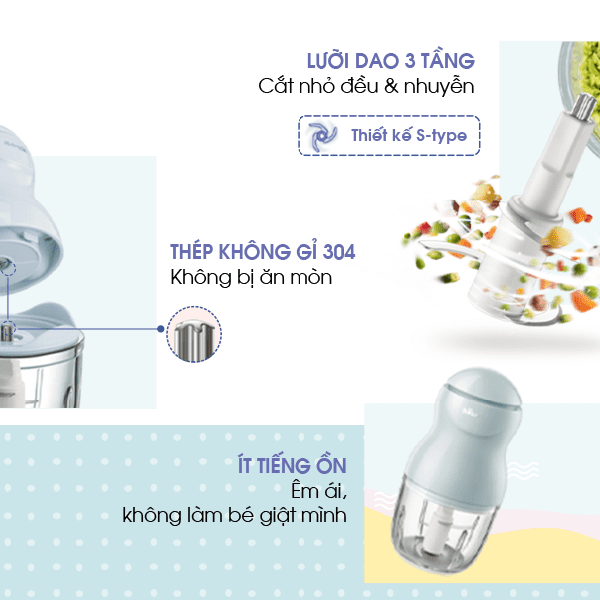 LƯỠI DAO 3 TẦNG
Cắt nhỏ đều & nhuyễn
Thiết kế S-type
THÉP KHÔNG GỈ 304
Không bị ăn mòn
ÍT TIẾNG ỒN
Êm ái,
không làm bé giật mình